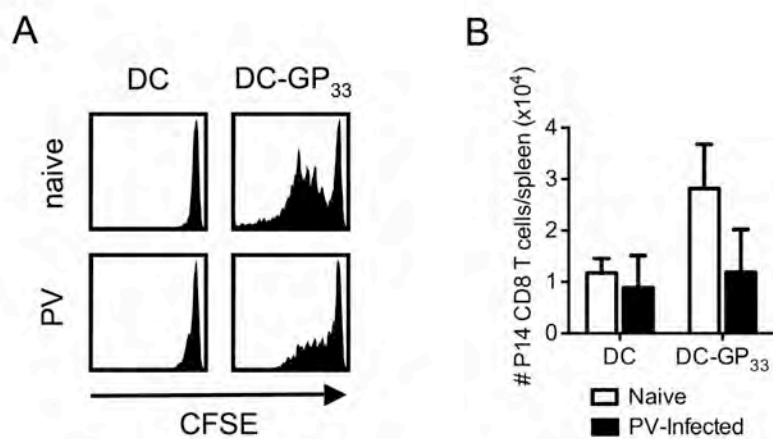 A
DC DC-GP33
naive
PV
CFSE
B
# P14 CD8 T cells/spleen (x10⁴)
4
3
2
1
0
DC DC-GP33
Naive
PV-Infected